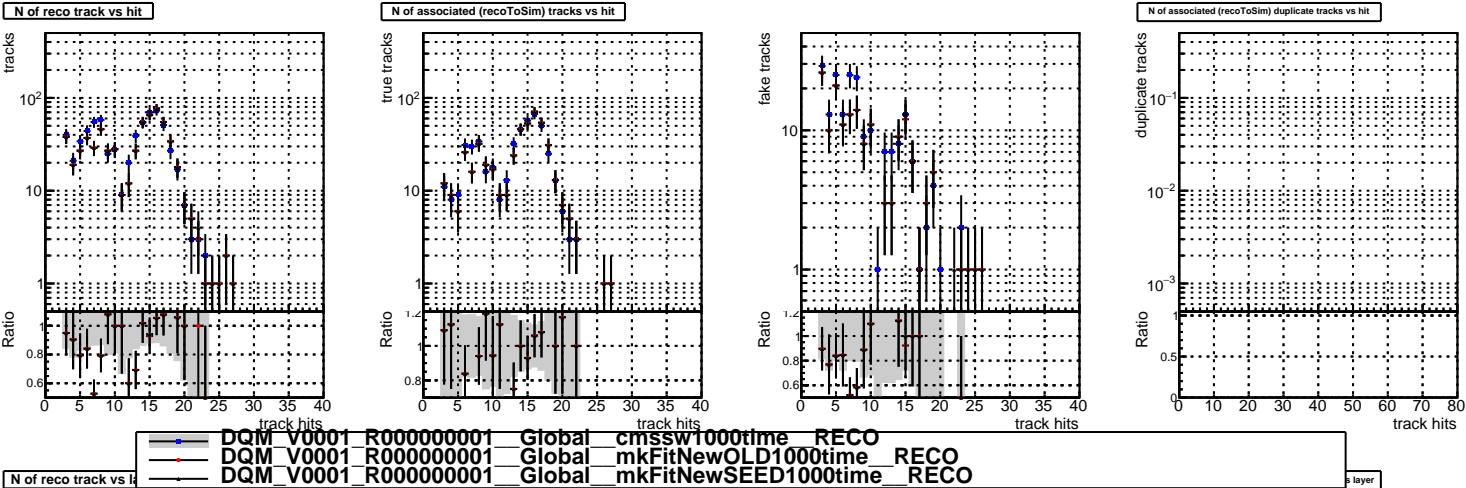 N of reco track vs hit
N of associated (recoToSim) tracks vs hit
N of associated (recoToSim) duplicate tracks vs hit
tracks
10²
10
1
Ratio
1
0.8
0.6
0 5 10 15 20 25 30 35 40
track hits
true tracks
10²
10
1
Ratio
1.2
1
0.8
0 5 10 15 20 25 30 35 40
track hits
fake tracks
10
1
Ratio
1.2
1
0.8
0.6
0 5 10 15 20 25 30 35 40
track hits
duplicate tracks
10⁻¹
10⁻²
10⁻³
Ratio
1
0.5
0
0 10 20 30 40 50 60 70 80
track hits
DQM_V0001_R000000001__Global__cmssw1000time__RECO
DQM_V0001_R000000001__Global__mkFitNewOLD1000time__RECO
DQM_V0001_R000000001__Global__mkFitNewSEED1000time__RECO
N of reco track vs
layer